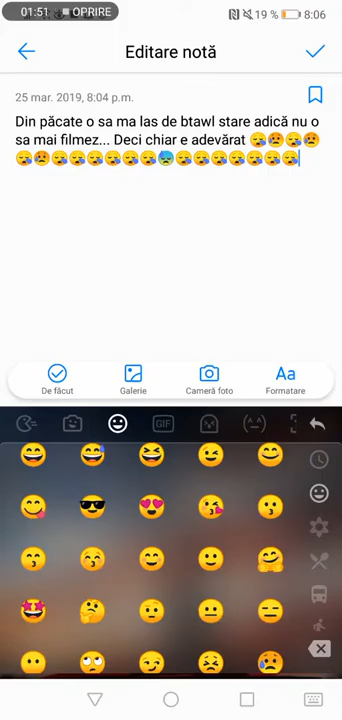 01:51 OPRIRE
19 % 8:06
Editare notă
25 mar. 2019, 8:04 p.m.
Din păcate o sa ma las de btawl stare adică nu o
sa mai filmez... Deci chiar e adevărat 😪😥😪😥
😪😥😪😪😪😪😪😪😰😪😪😪😪😪😪😪
De făcut
Galerie
Cameră foto
Formatare
Aa
GIF